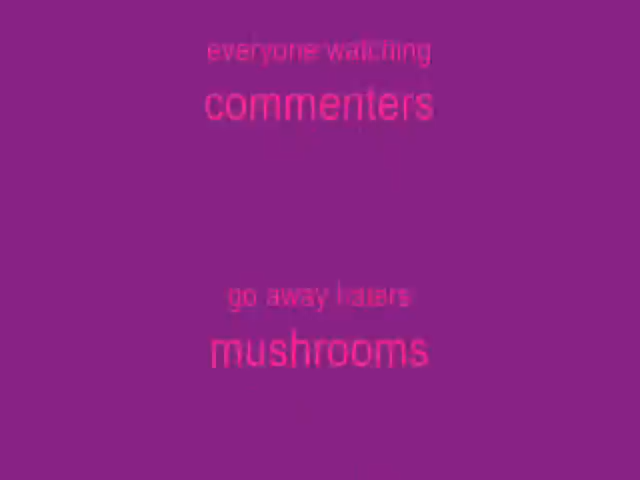 everyone watching
commenters
go away haters
mushrooms